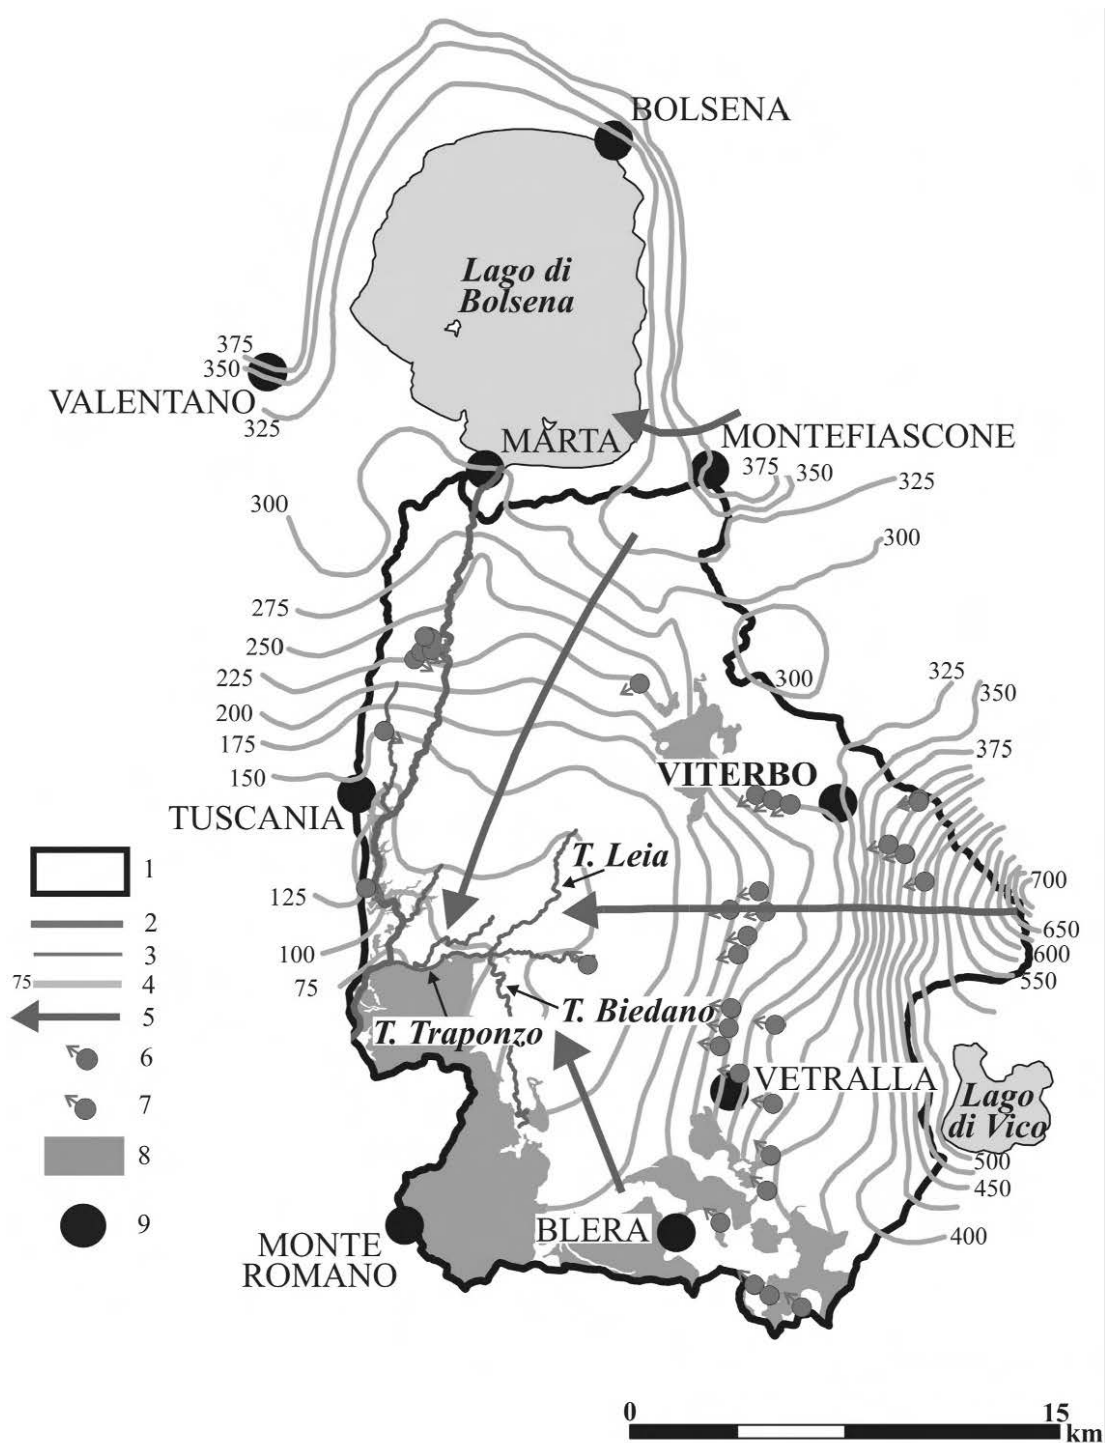 BOLSENA
Lago di
Bolsena
375
350
VALENTANO
325
MARTA
MONTEFIASCONE
375
350
325
300
300
275
250
225
200
175
150
300
325
350
375
VITERBO
TUSCANIA
T. Leia
1
2
3
75
4
5
6
7
8
9
125
100
75
700
650
600
550
T. Biedano
T. Traponzo
VETRALLA
Lago
di Vico
500
450
400
BLERA
MONTE
ROMANO
0
15
km